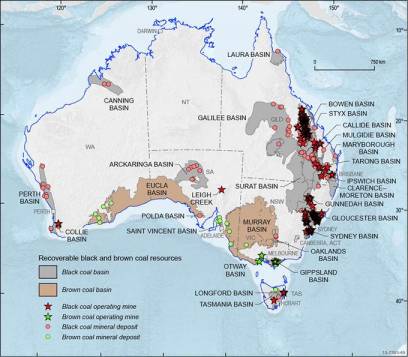 120°
130°
140°
150°
DARWIN
LAURA BASIN
0
750 km
CANNING
BASIN
NT
BOWEN BASIN
STYX BASIN
GALILEE BASIN
QLD
CALLIDE BASIN
20°
MULGIDIE BASIN
WA
MARYBOROUGH
BASIN
ARCKARINGA BASIN
TARONG BASIN
EUCLA
BASIN
SA
BRISBANE
LEIGH
CREEK
SURAT BASIN
IPSWICH BASIN
CLARENCE–
MORETON BASIN
PERTH
BASIN
PERTH
POLDA BASIN
NSW
GUNNEDAH BASIN
30°
MURRAY
BASIN
GLOUCESTER BASIN
COLLIE
BASIN
SAINT VINCENT BASIN
ADELAIDE
SYDNEY
SYDNEY BASIN
CANBERRA, ACT
VIC
OAKLANDS
BASIN
Recoverable black and brown coal resources
OTWAY
BASIN
MELBOURNE
GIPPSLAND
BASIN
Black coal basin
Brown coal basin
LONGFORD BASIN
TAS
Black coal operating mine
TASMANIA BASIN
HOBART
40°
Brown coal operating mine
Black coal mineral deposit
Brown coal mineral deposit